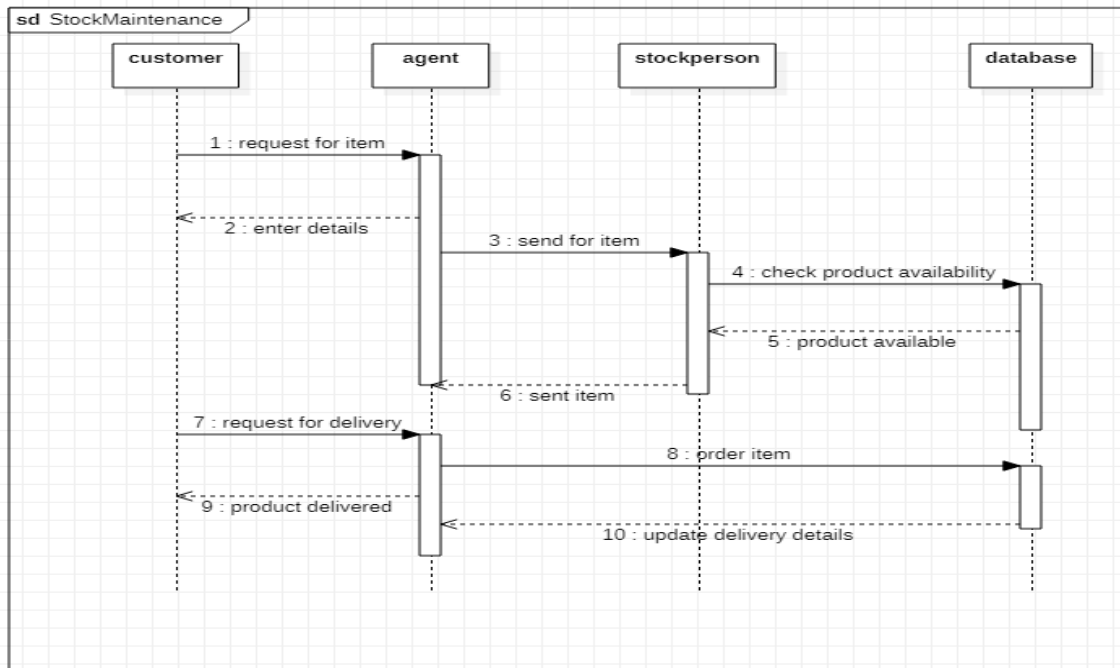 sd StockMaintenance
customer
agent
stockperson
database
1 : request for item
2 : enter details
3 : send for item
4 : check product availability
5 : product available
6 : sent item
7 : request for delivery
8 : order item
9 : product delivered
10 : update delivery details